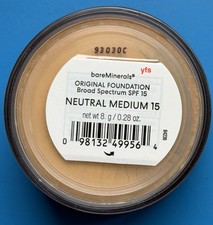 93030C
yfs
bareMinerals®
ORIGINAL FOUNDATION
Broad Spectrum SPF 15
NEUTRAL MEDIUM 15
net wt 8. g / 0.28 oz.
0 98132 49956 4